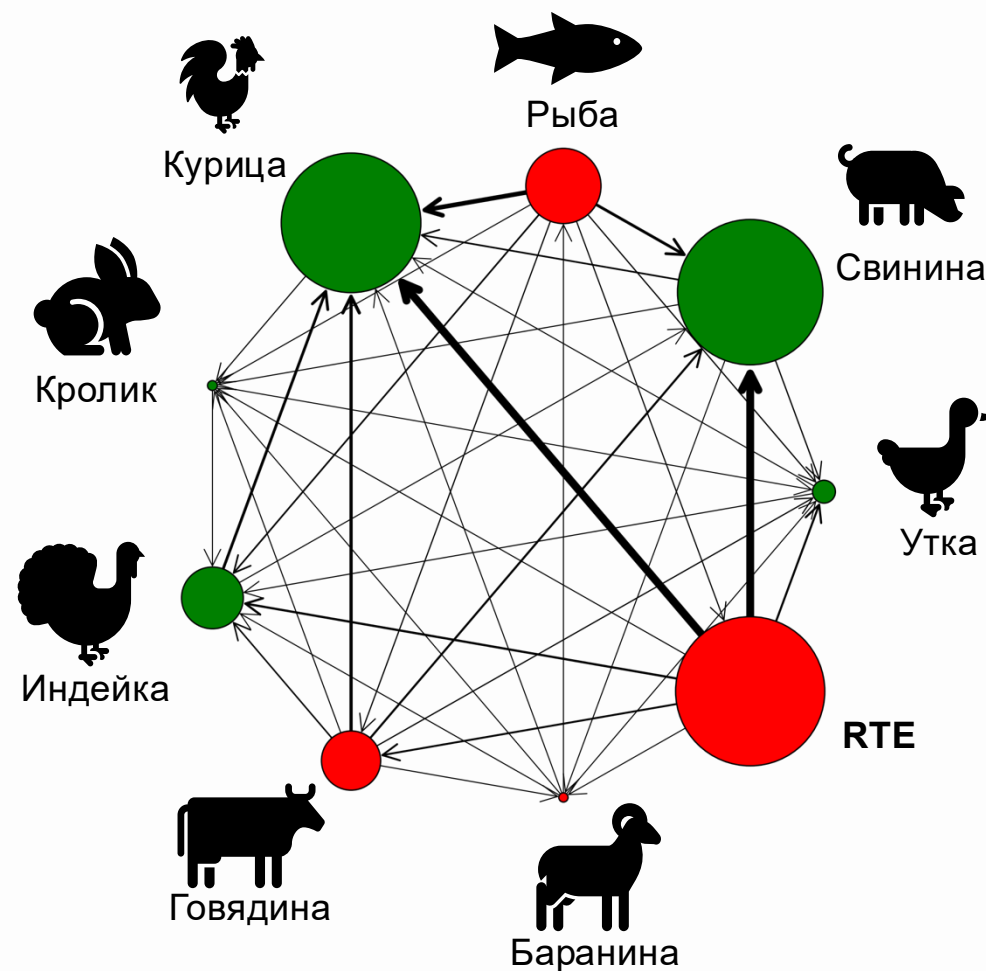 Рыба
Курица
Свинина
Кролик
Утка
Индейка
RTE
Говядина
Баранина